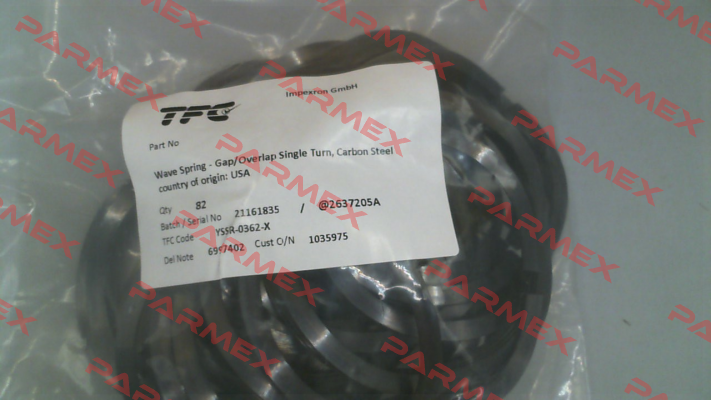 Impexron GmbH
TFC
Part No
Wave Spring - Gap/Overlap Single Turn, Carbon Steel
country of origin: USA
Qty 82
Batch / Serial No 21161835 / @2637205A
TFC Code YSSR-0362-X
Del Note 6997402 Cust O/N 1035975
PARMEX
PARMEX
PARMEX
PARMEX
PARMEX
PARMEX
PARMEX
PARMEX
PARMEX